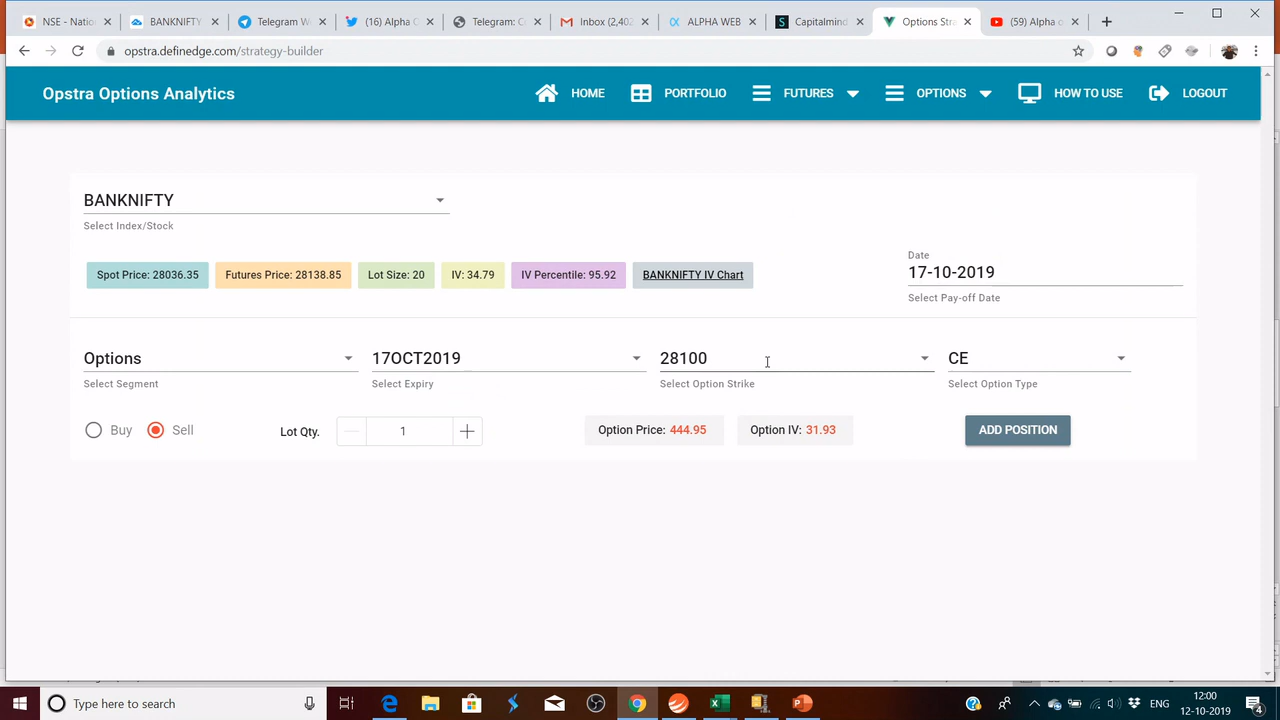 NSE - Nation
BANKNIFTY
Telegram W
(16) Alpha C
Telegram: C
Inbox (2,402
ALPHA WEB
Capitalmind
Options Stra
(59) Alpha o
opstra.definedge.com/strategy-builder
Opstra Options Analytics
HOME
PORTFOLIO
FUTURES
OPTIONS
HOW TO USE
LOGOUT
BANKNIFTY
Select Index/Stock
Spot Price: 28036.35
Futures Price: 28138.85
Lot Size: 20
IV: 34.79
IV Percentile: 95.92
BANKNIFTY IV Chart
Date
17-10-2019
Select Pay-off Date
Options
17OCT2019
28100
CE
Select Segment
Select Expiry
Select Option Strike
Select Option Type
Buy
Sell
Lot Qty.
1
Option Price: 444.95
Option IV: 31.93
ADD POSITION
Type here to search
ENG
12:00
12-10-2019
4